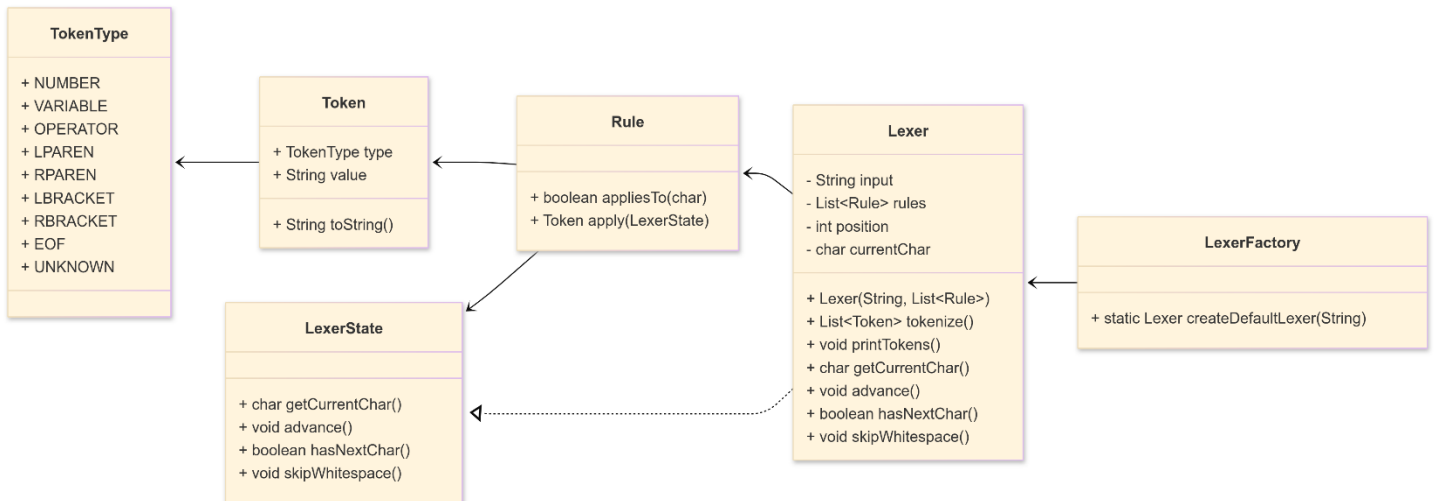 TokenType
+ NUMBER
+ VARIABLE
+ OPERATOR
+ LPAREN
+ RPAREN
+ LBRACKET
+ RBRACKET
+ EOF
+ UNKNOWN
Token
+ TokenType type
+ String value
+ String toString()
Rule
+ boolean appliesTo(char)
+ Token apply(LexerState)
LexerState
+ char getCurrentChar()
+ void advance()
+ boolean hasNextChar()
+ void skipWhitespace()
Lexer
- String input
- List<Rule> rules
- int position
- char currentChar
+ Lexer(String, List<Rule>)
+ List<Token> tokenize()
+ void printTokens()
+ char getCurrentChar()
+ void advance()
+ boolean hasNextChar()
+ void skipWhitespace()
LexerFactory
+ static Lexer createDefaultLexer(String)